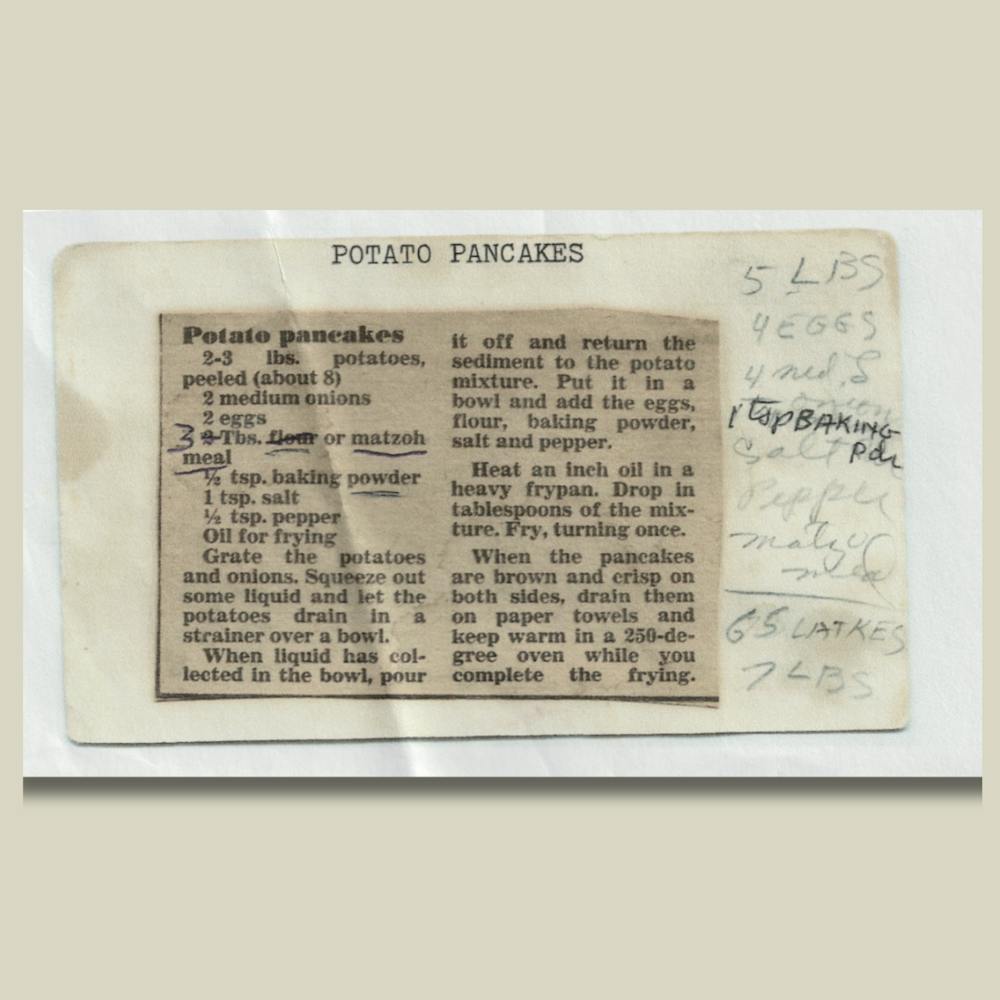 POTATO PANCAKES
Potato pancakes
2-3 lbs. potatoes,
peeled (about 8)
2 medium onions
2 eggs
3 2 Tbs. flour or matzoh
meal
½ tsp. baking powder
1 tsp. salt
½ tsp. pepper
Oil for frying
Grate the potatoes
and onions. Squeeze out
some liquid and let the
potatoes drain in a
strainer over a bowl.
When liquid has col-
lected in the bowl, pour
it off and return the
sediment to the potato
mixture. Put it in a
bowl and add the eggs,
flour, baking powder,
salt and pepper.
Heat an inch oil in a
heavy frypan. Drop in
tablespoons of the mix-
ture. Fry, turning once.
When the pancakes
are brown and crisp on
both sides, drain them
on paper towels and
keep warm in a 250-de-
gree oven while you
complete the frying.
5 LBS
4 EGGS
4 med.
onion
1 tsp BAKING
Salt
Pepper
matzo
meal
65 LATKES
7 LBS